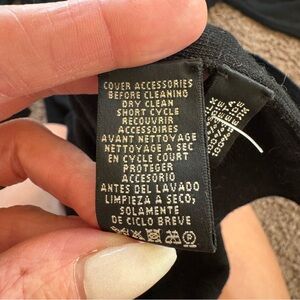 COVER ACCESSORIES
BEFORE CLEANING
DRY CLEAN
SHORT CYCLE
RECOUVRIR
ACCESSOIRES
AVANT NETTOYAGE
NETTOYAGE A SEC
EN CYCLE COURT
PROTEGER
ACCESORIO
ANTES DEL LAVADO
LIMPIEZA A SECO,
SOLAMENTE
DE CICLO BREVE